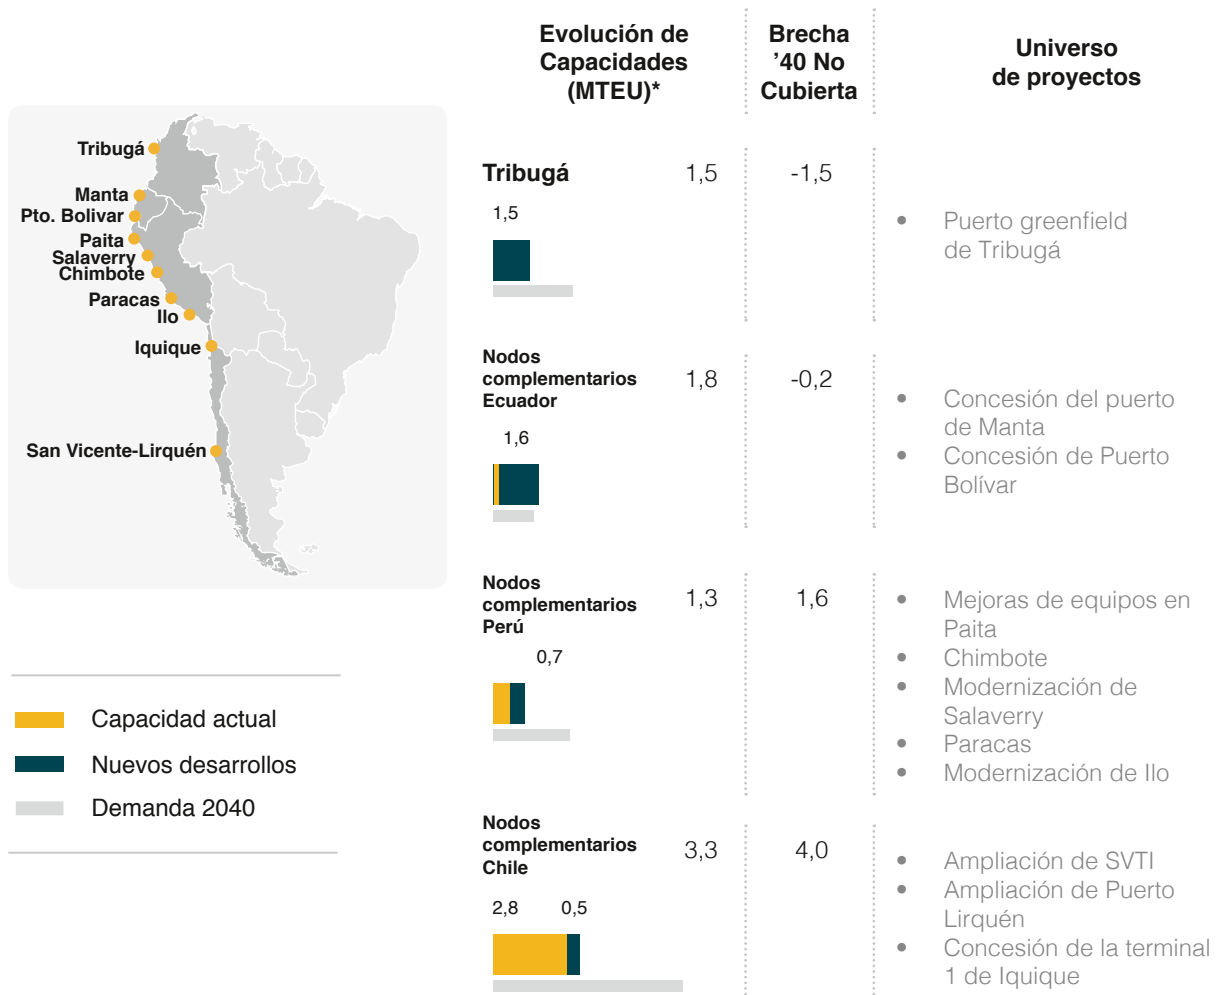 Evolución de
Capacidades
(MTEU)*
Brecha
’40 No
Cubierta
Universo
de proyectos
Tribugá
Manta
Pto. Bolivar
Paita
Salaverry
Chimbote
Paracas
Ilo
Iquique
San Vicente-Lirquén
Capacidad actual
Nuevos desarrollos
Demanda 2040
Tribugá
1,5
-1,5
1,5
• Puerto greenfield
de Tribugá
Nodos
complementarios
Ecuador
1,8
-0,2
1,6
• Concesión del puerto
de Manta
• Concesión de Puerto
Bolívar
Nodos
complementarios
Perú
1,3
1,6
0,7
• Mejoras de equipos en
Paita
• Chimbote
• Modernización de
Salaverry
• Paracas
• Modernización de Ilo
Nodos
complementarios
Chile
3,3
4,0
2,8 0,5
• Ampliación de SVTI
• Ampliación de Puerto
Lirquén
• Concesión de la terminal
1 de Iquique